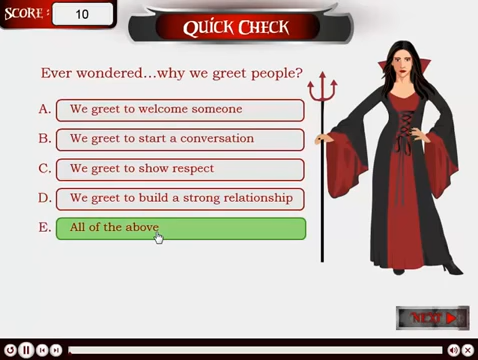 SCORE:
10
QUICK CHECK
Ever wondered...why we greet people?
A. We greet to welcome someone
B. We greet to start a conversation
C. We greet to show respect
D. We greet to build a strong relationship
E. All of the above
NEXT